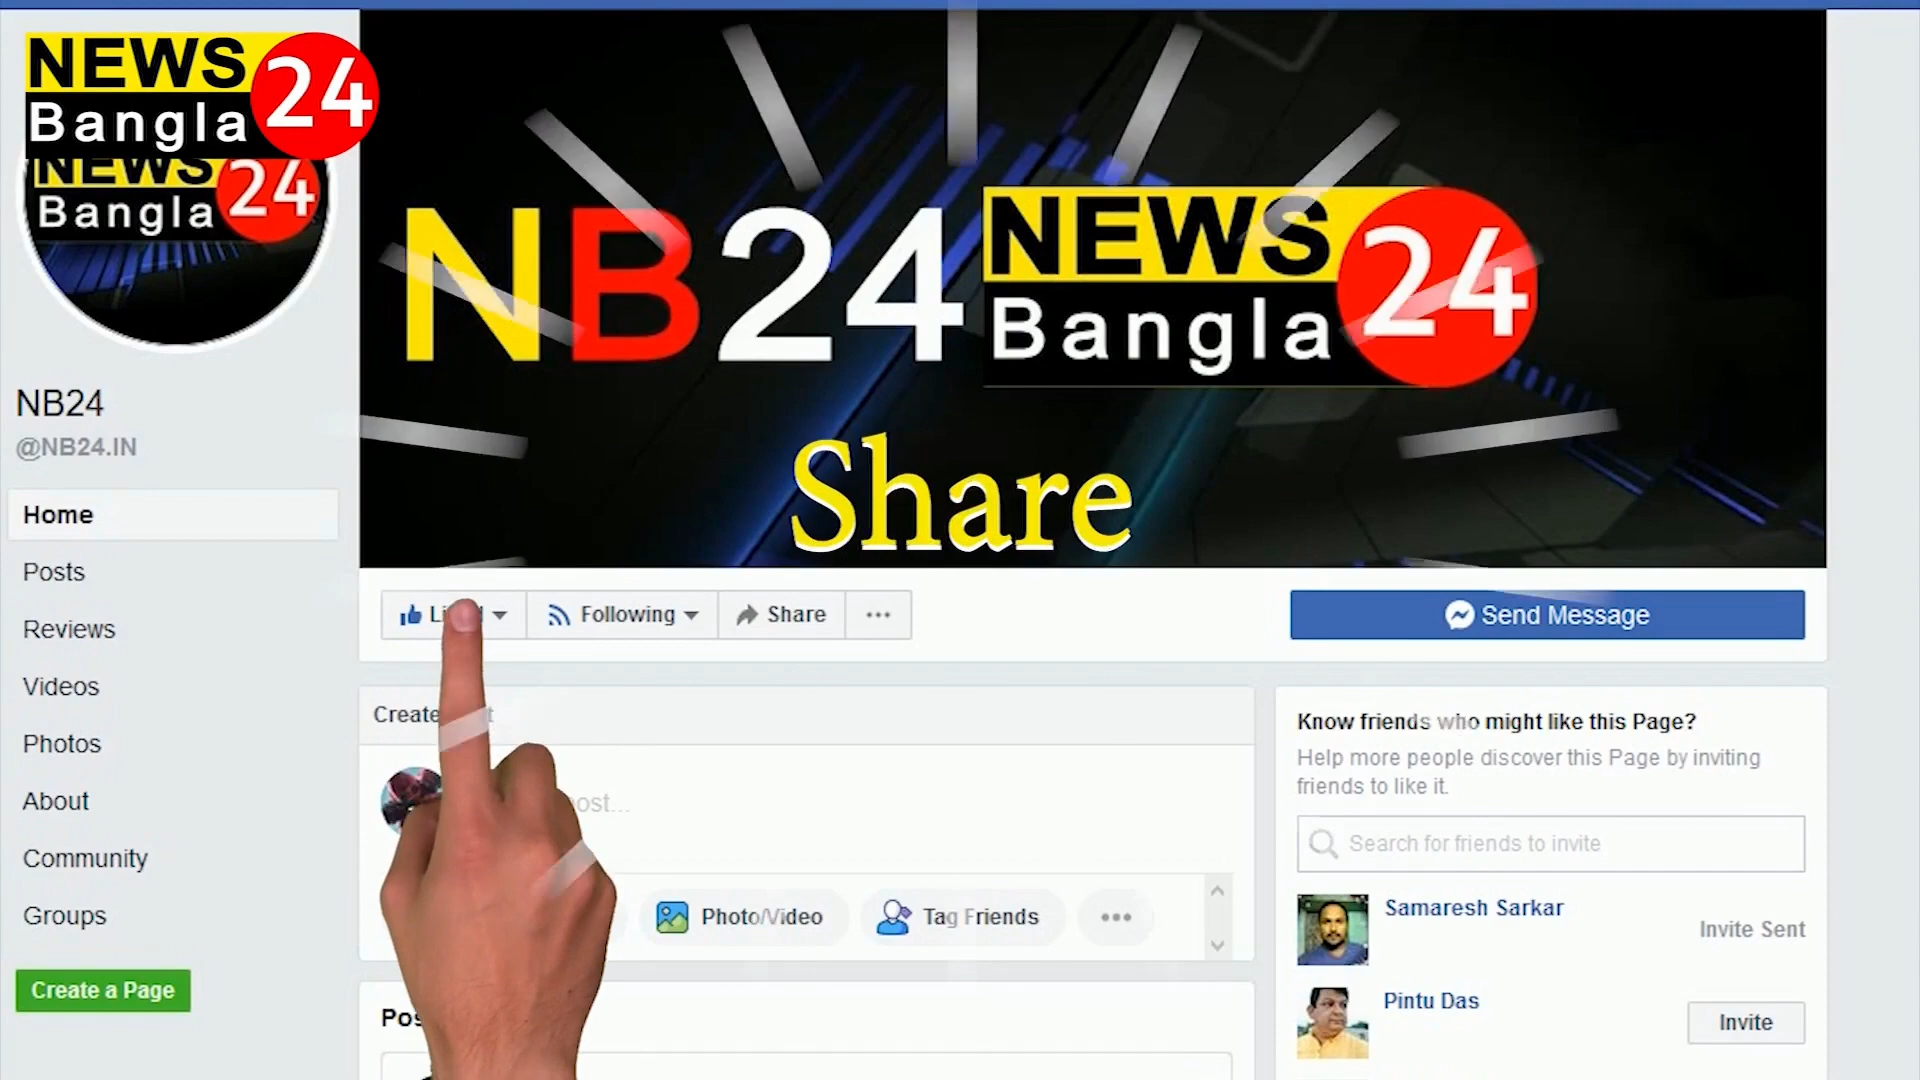 NEWS
Bangla 24
NEWS
Bangla 24
NB24
NEWS
Bangla 24
Share
NB24
@NB24.IN
Home
Posts
Reviews
Videos
Photos
About
Community
Groups
Create a Page
Following
Share
Send Message
Create
Photo/Video
Tag Friends
Know friends who might like this Page?
Help more people discover this Page by inviting
friends to like it.
Search for friends to invite
Samaresh Sarkar
Invite Sent
Pintu Das
Invite